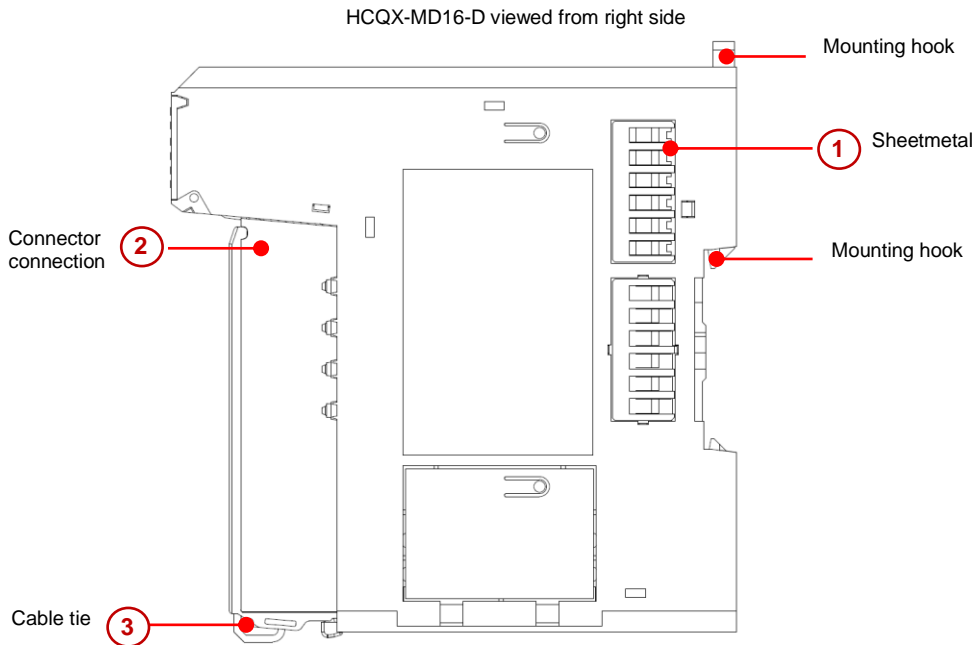 HCQX-MD16-D viewed from right side
Mounting hook
1 Sheetmetal
Connector
connection
2
Mounting hook
Cable tie 3